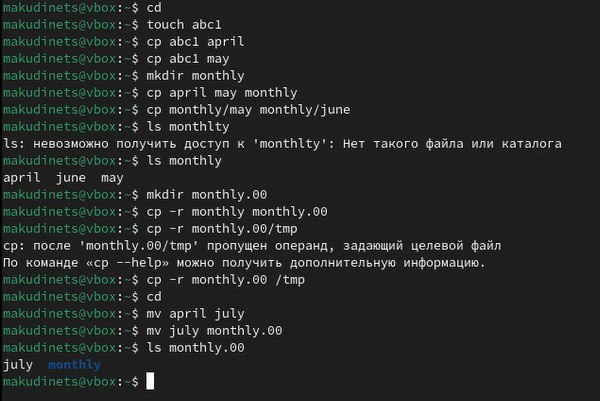 makudinets@vbox:~$ cd
makudinets@vbox:~$ touch abc1
makudinets@vbox:~$ cp abc1 april
makudinets@vbox:~$ cp abc1 may
makudinets@vbox:~$ mkdir monthly
makudinets@vbox:~$ cp april may monthly
makudinets@vbox:~$ cp monthly/may monthly/june
makudinets@vbox:~$ ls monthlty
ls: невозможно получить доступ к 'monthlty': Нет такого файла или каталога
makudinets@vbox:~$ ls monthly
april  june  may
makudinets@vbox:~$ mkdir monthly.00
makudinets@vbox:~$ cp -r monthly monthly.00
makudinets@vbox:~$ cp -r monthly.00/tmp
cp: после 'monthly.00/tmp' пропущен операнд, задающий целевой файл
По команде «cp --help» можно получить дополнительную информацию.
makudinets@vbox:~$ cp -r monthly.00 /tmp
makudinets@vbox:~$ cd
makudinets@vbox:~$ mv april july
makudinets@vbox:~$ mv july monthly.00
makudinets@vbox:~$ ls monthly.00
july  monthly
makudinets@vbox:~$